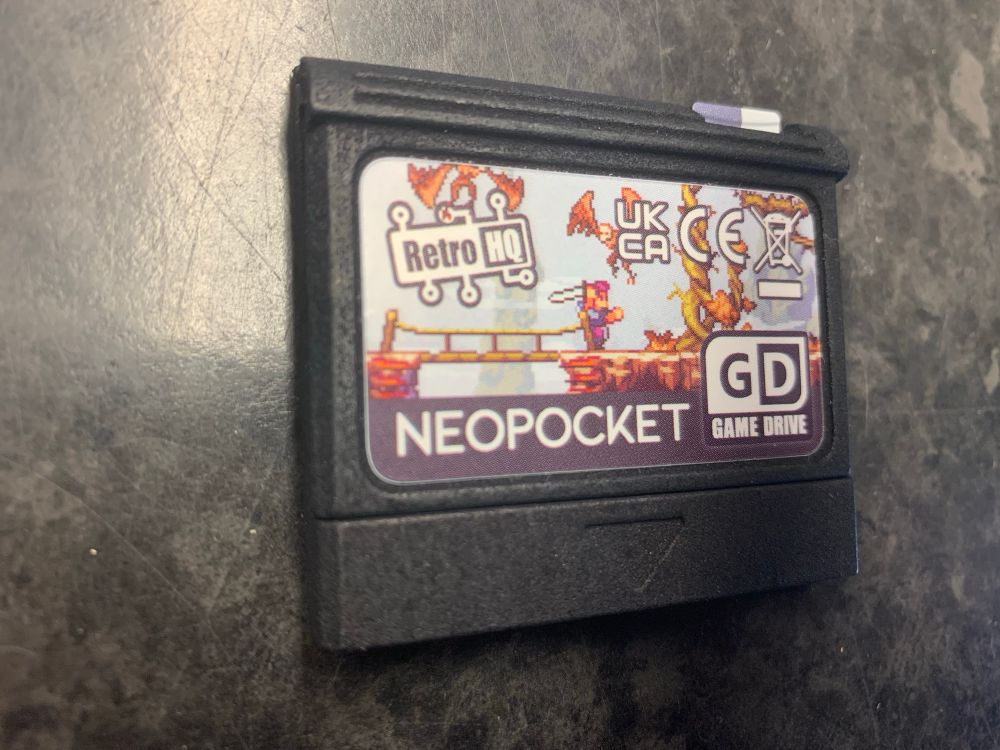 Retro HQ
UK
CA
CE
NEOPOCKET
GD
GAME DRIVE